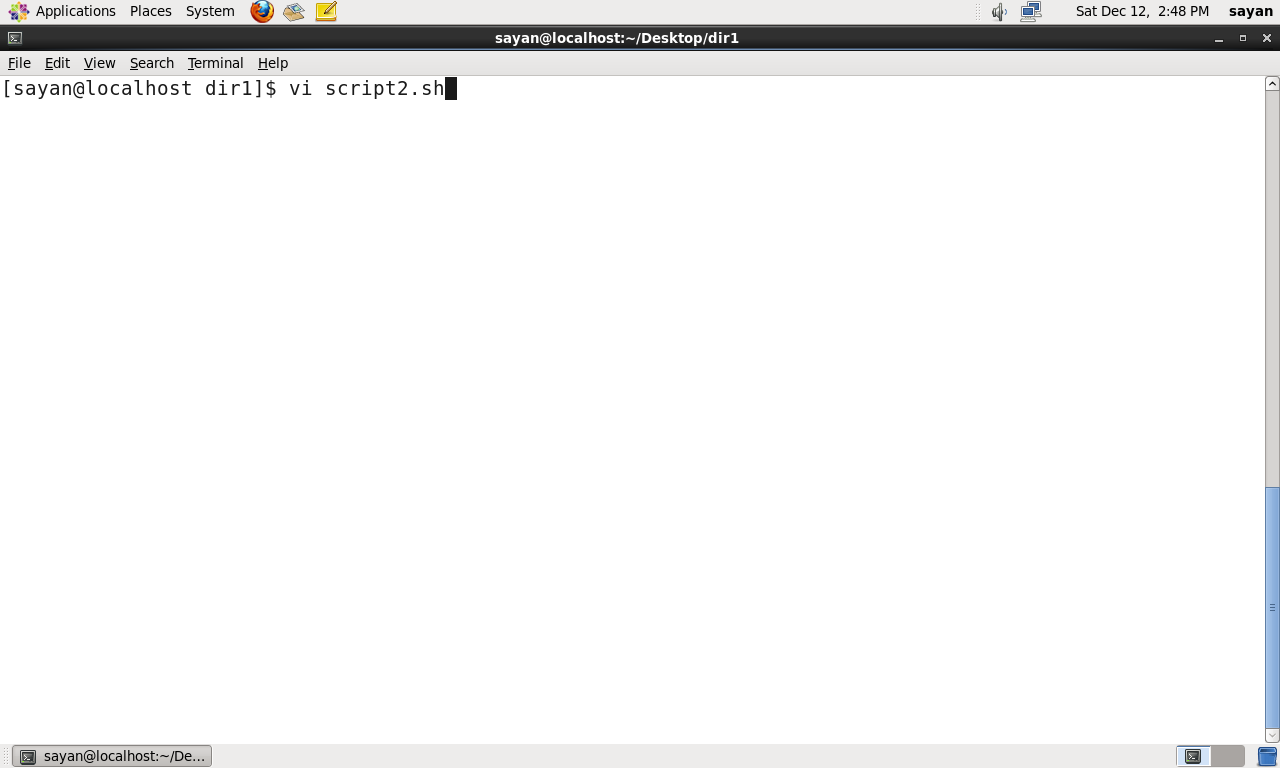 Applications Places System Sat Dec 12, 2:48 PM sayan
sayan@localhost:~/Desktop/dir1
File Edit View Search Terminal Help
[sayan@localhost dir1]$ vi script2.sh
sayan@localhost:~/De...